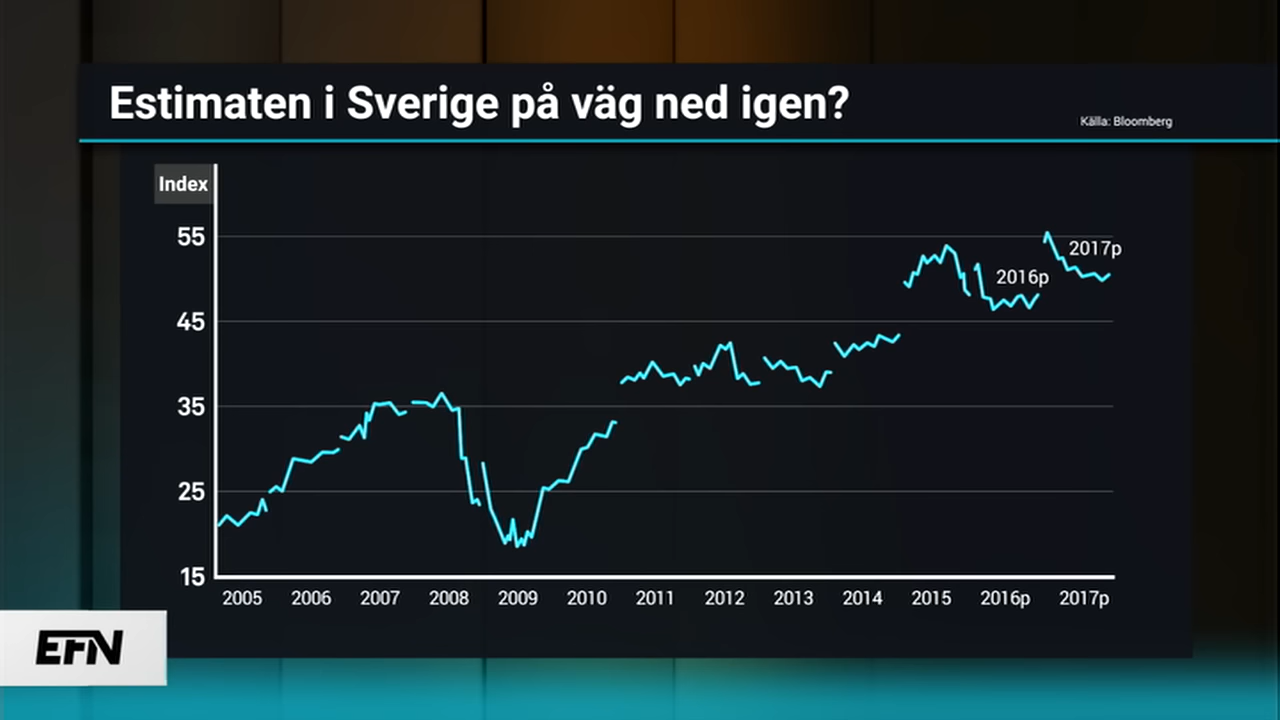 Estimaten i Sverige på väg ned igen?
Källa: Bloomberg
Index
55
45
35
25
15
2017p
2016p
2005 2006 2007 2008 2009 2010 2011 2012 2013 2014 2015 2016p 2017p
EFN